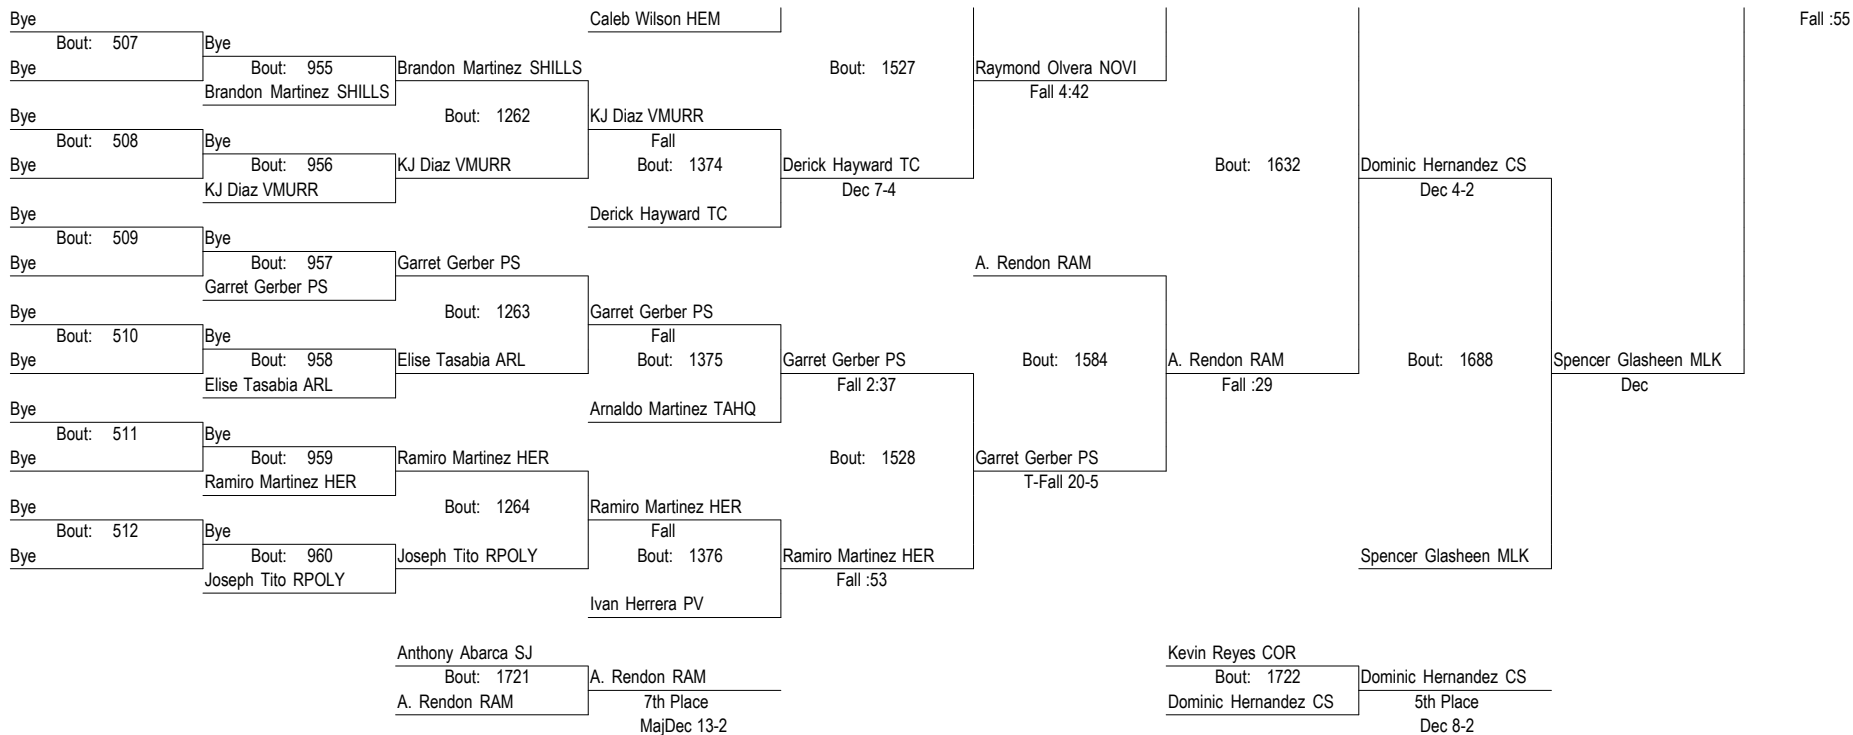 Bye Caleb Wilson HEM Fall :55
Bout: 507 Bye
Bye Bout: 955 Brandon Martinez SHILLS Bout: 1527 Raymond Olvera NOVI
Brandon Martinez SHILLS Fall 4:42
Bye Bout: 1262 KJ Diaz VMURR
Bout: 508 Bye Fall
Bye Bout: 956 KJ Diaz VMURR Bout: 1374 Derick Hayward TC Bout: 1632 Dominic Hernandez CS
KJ Diaz VMURR Dec 7-4 Dec 4-2
Bye Derick Hayward TC
Bout: 509 Bye
Bye Bout: 957 Garret Gerber PS A. Rendon RAM
Garret Gerber PS
Bye Bout: 1263 Garret Gerber PS
Bout: 510 Bye Fall
Bye Bout: 958 Elise Tasabia ARL Bout: 1375 Garret Gerber PS Bout: 1584 A. Rendon RAM Bout: 1688 Spencer Glasheen MLK
Elise Tasabia ARL Fall 2:37 Fall :29 Dec
Bye Arnaldo Martinez TAHQ
Bout: 511 Bye
Bye Bout: 959 Ramiro Martinez HER Bout: 1528 Garret Gerber PS
Ramiro Martinez HER T-Fall 20-5
Bye Bout: 1264 Ramiro Martinez HER
Bout: 512 Bye Fall
Bye Bout: 960 Joseph Tito RPOLY Bout: 1376 Ramiro Martinez HER Spencer Glasheen MLK
Joseph Tito RPOLY Fall :53
Ivan Herrera PV
Anthony Abarca SJ Kevin Reyes COR
Bout: 1721 A. Rendon RAM Bout: 1722 Dominic Hernandez CS
A. Rendon RAM 7th Place Dominic Hernandez CS 5th Place
MajDec 13-2 Dec 8-2